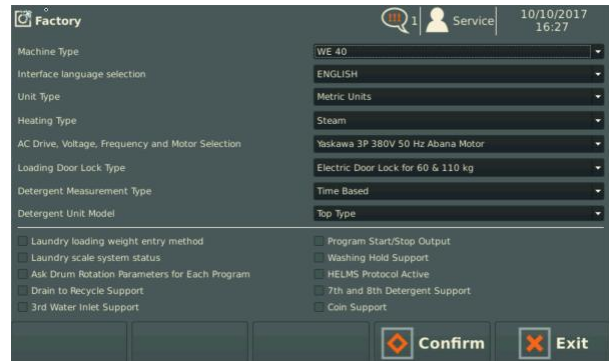 Factory
!!! 1 Service 10/10/2017
16:27
Machine Type WE 40
Interface language selection ENGLISH
Unit Type Metric Units
Heating Type Steam
AC Drive, Voltage, Frequency and Motor Selection Yaskawa 3P 380V 50 Hz Abana Motor
Loading Door Lock Type Electric Door Lock for 60 & 110 kg
Detergent Measurement Type Time Based
Detergent Unit Model Top Type
Laundry loading weight entry method Program Start/Stop Output
Laundry scale system status Washing Hold Support
Ask Drum Rotation Parameters for Each Program HELMS Protocol Active
Drain to Recycle Support 7th and 8th Detergent Support
3rd Water Inlet Support Coin Support
Confirm Exit